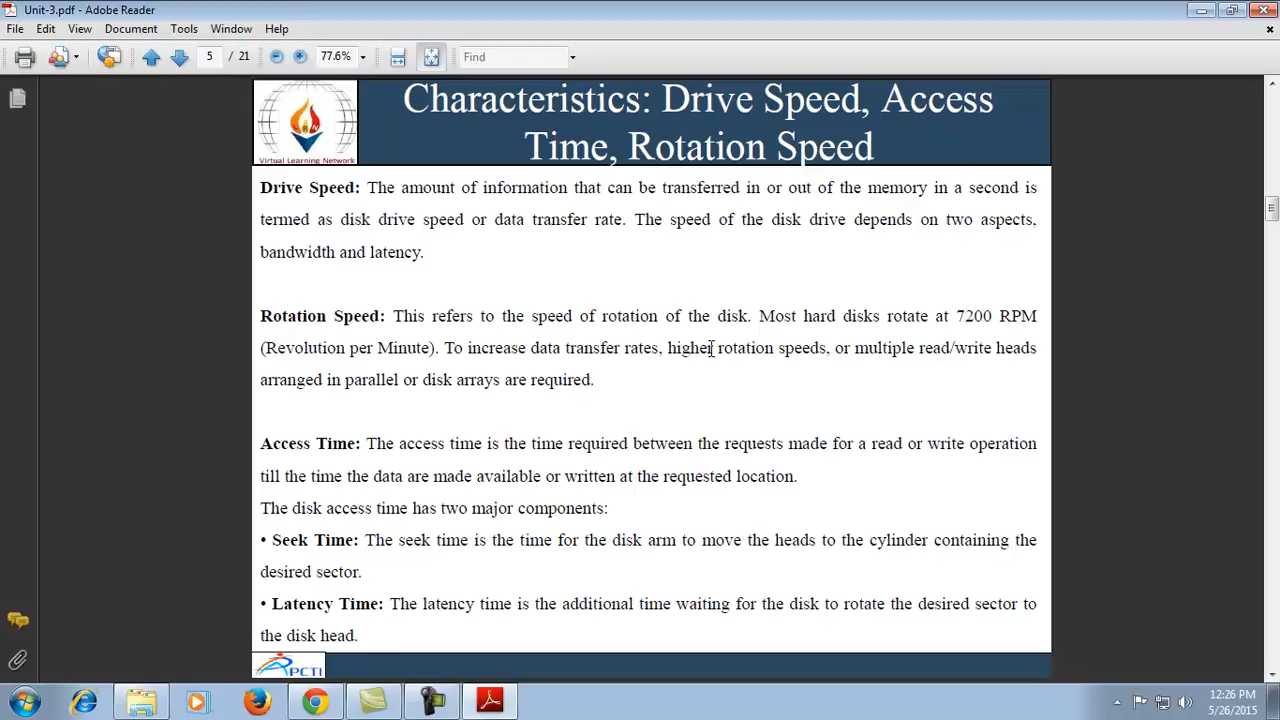 Unit-3.pdf - Adobe Reader
File Edit View Document Tools Window Help
5 / 21 77.6% Find
Characteristics: Drive Speed, Access
Time, Rotation Speed
Virtual Learning Network
Drive Speed: The amount of information that can be transferred in or out of the memory in a second is
termed as disk drive speed or data transfer rate. The speed of the disk drive depends on two aspects,
bandwidth and latency.
Rotation Speed: This refers to the speed of rotation of the disk. Most hard disks rotate at 7200 RPM
(Revolution per Minute). To increase data transfer rates, higher rotation speeds, or multiple read/write heads
arranged in parallel or disk arrays are required.
Access Time: The access time is the time required between the requests made for a read or write operation
till the time the data are made available or written at the requested location.
The disk access time has two major components:
• Seek Time: The seek time is the time for the disk arm to move the heads to the cylinder containing the
desired sector.
• Latency Time: The latency time is the additional time waiting for the disk to rotate the desired sector to
the disk head.
APCTI
12:26 PM
5/26/2015